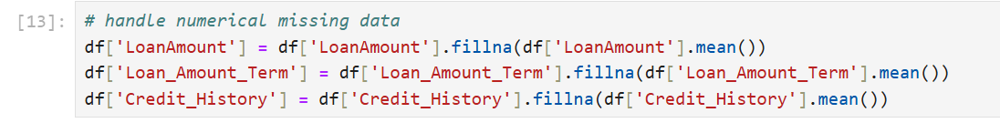 [13]: # handle numerical missing data
df['LoanAmount'] = df['LoanAmount'].fillna(df['LoanAmount'].mean())
df['Loan_Amount_Term'] = df['Loan_Amount_Term'].fillna(df['Loan_Amount_Term'].mean())
df['Credit_History'] = df['Credit_History'].fillna(df['Credit_History'].mean())